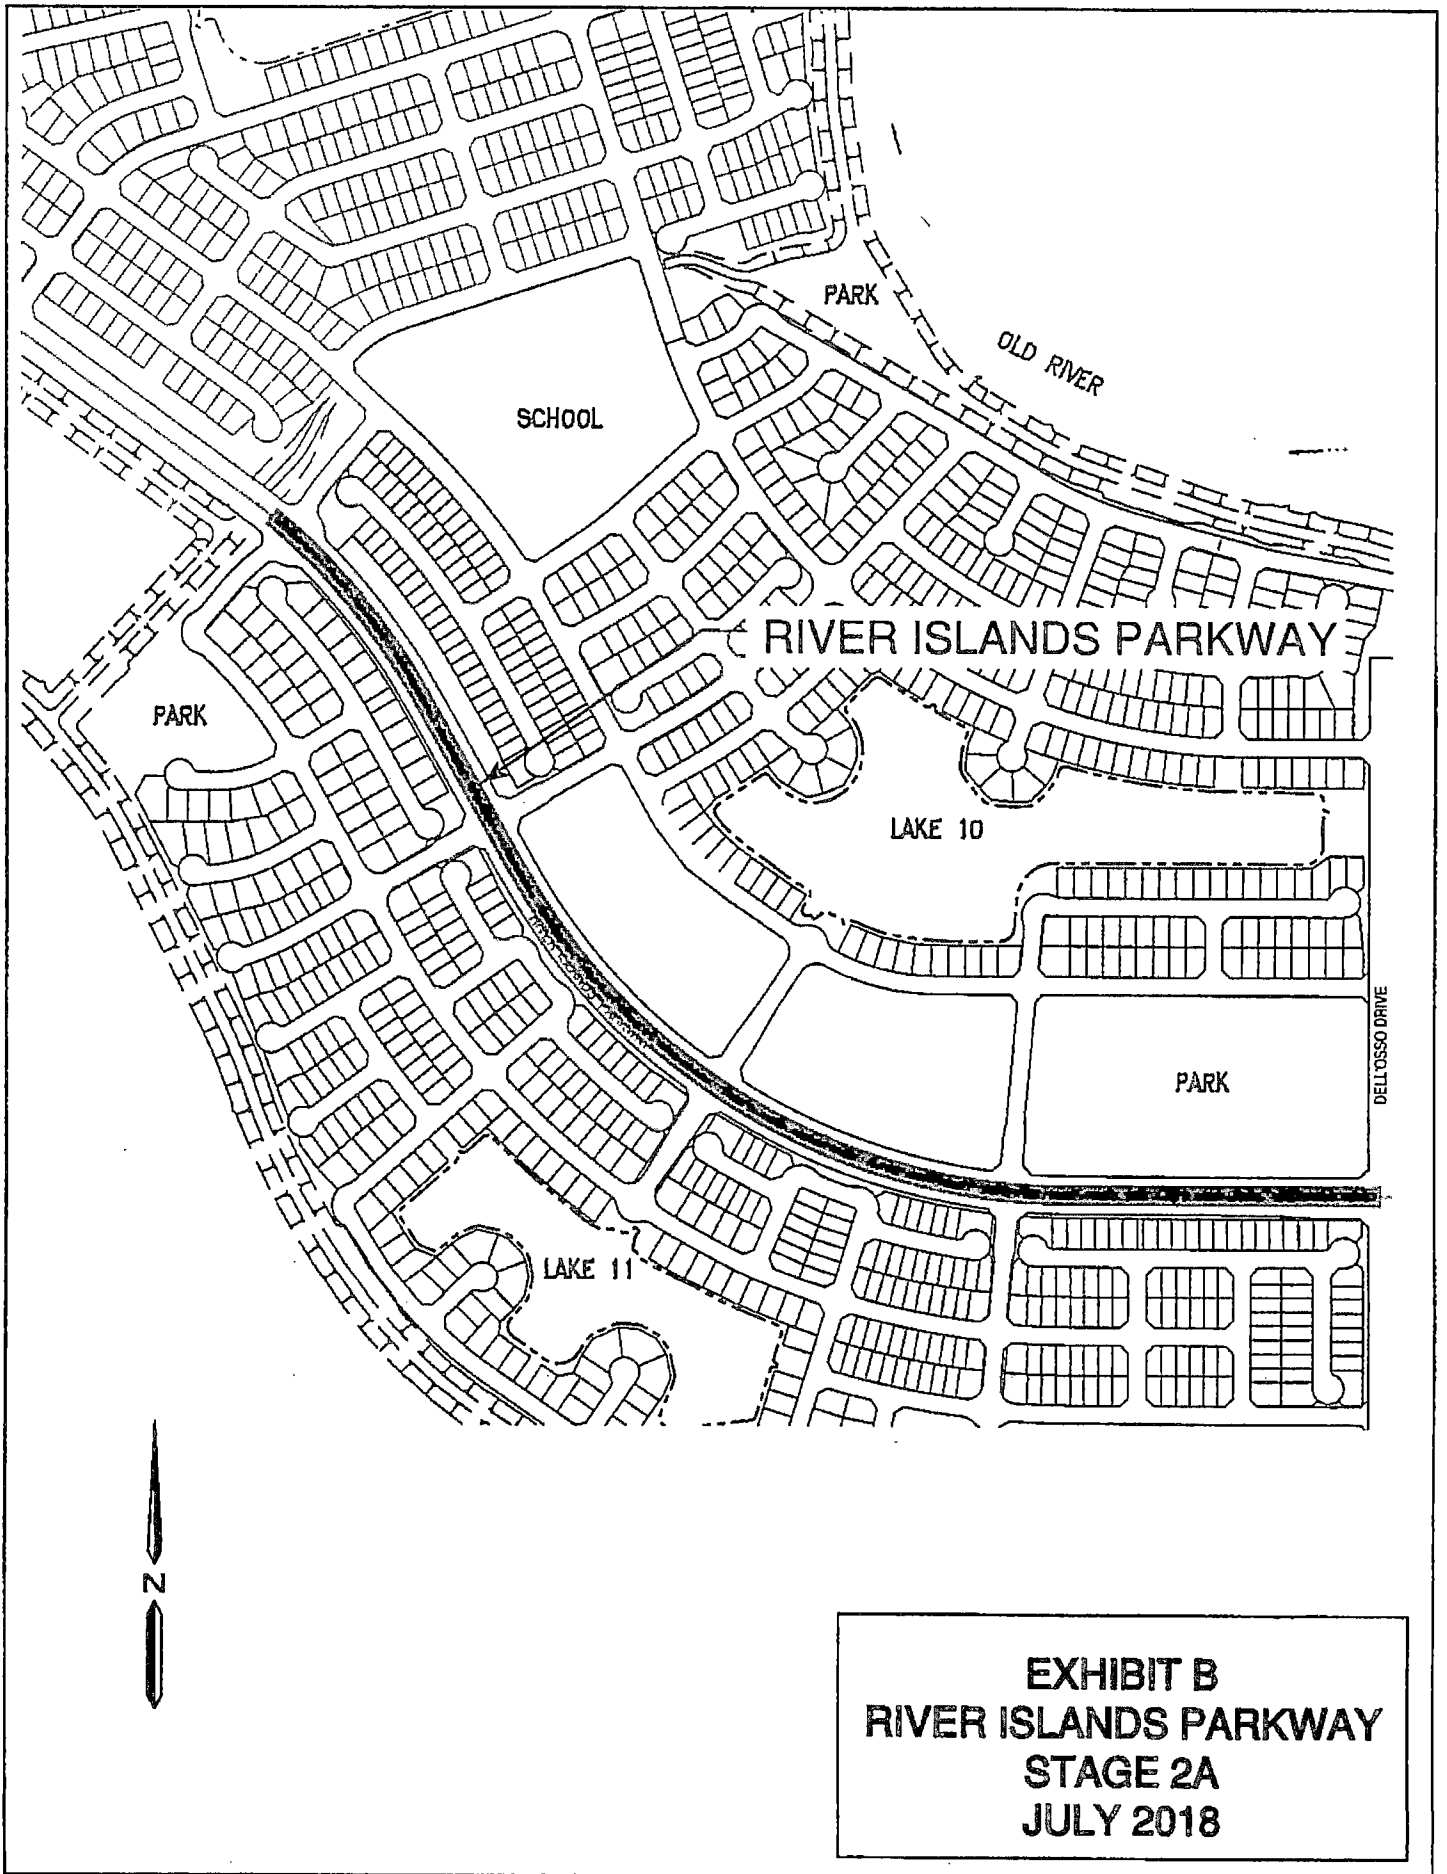 PARK
OLD RIVER
SCHOOL
RIVER ISLANDS PARKWAY
PARK
LAKE 10
DELL'OSSO DRIVE
PARK
LAKE 11
N
EXHIBIT B
RIVER ISLANDS PARKWAY
STAGE 2A
JULY 2018